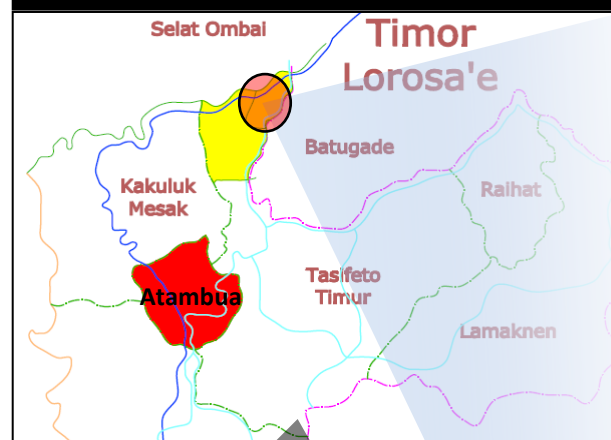 Selat Ombai
Timor
Lorosa'e
Batugade
Raihat
Kakuluk
Mesak
Tasifeto
Timur
Atambua
Lamaknen